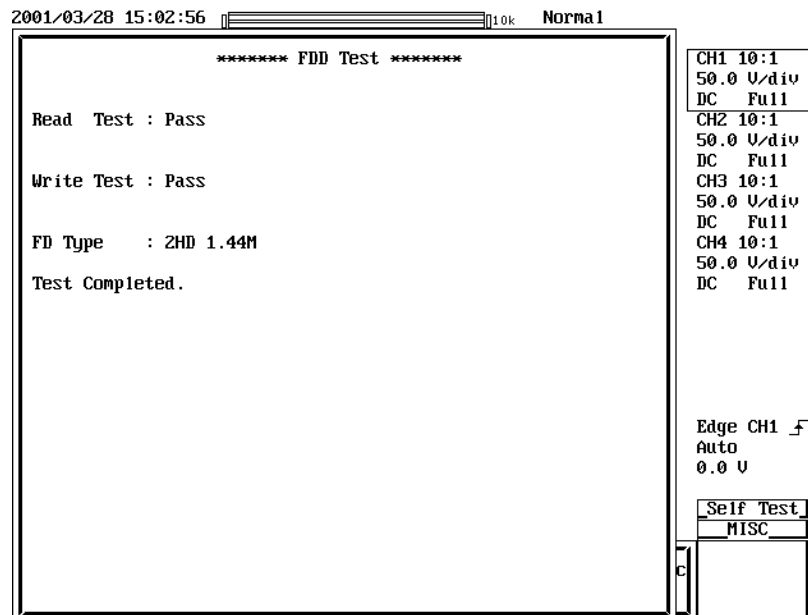 2001/03/28 15:02:56 10k Normal
******* FDD Test *******
Read Test : Pass
Write Test : Pass
FD Type : 2HD 1.44M
Test Completed.
CH1 10:1
50.0 V/div
DC Full
CH2 10:1
50.0 V/div
DC Full
CH3 10:1
50.0 V/div
DC Full
CH4 10:1
50.0 V/div
DC Full
Edge CH1
Auto
0.0 V
Self Test
MISC
C